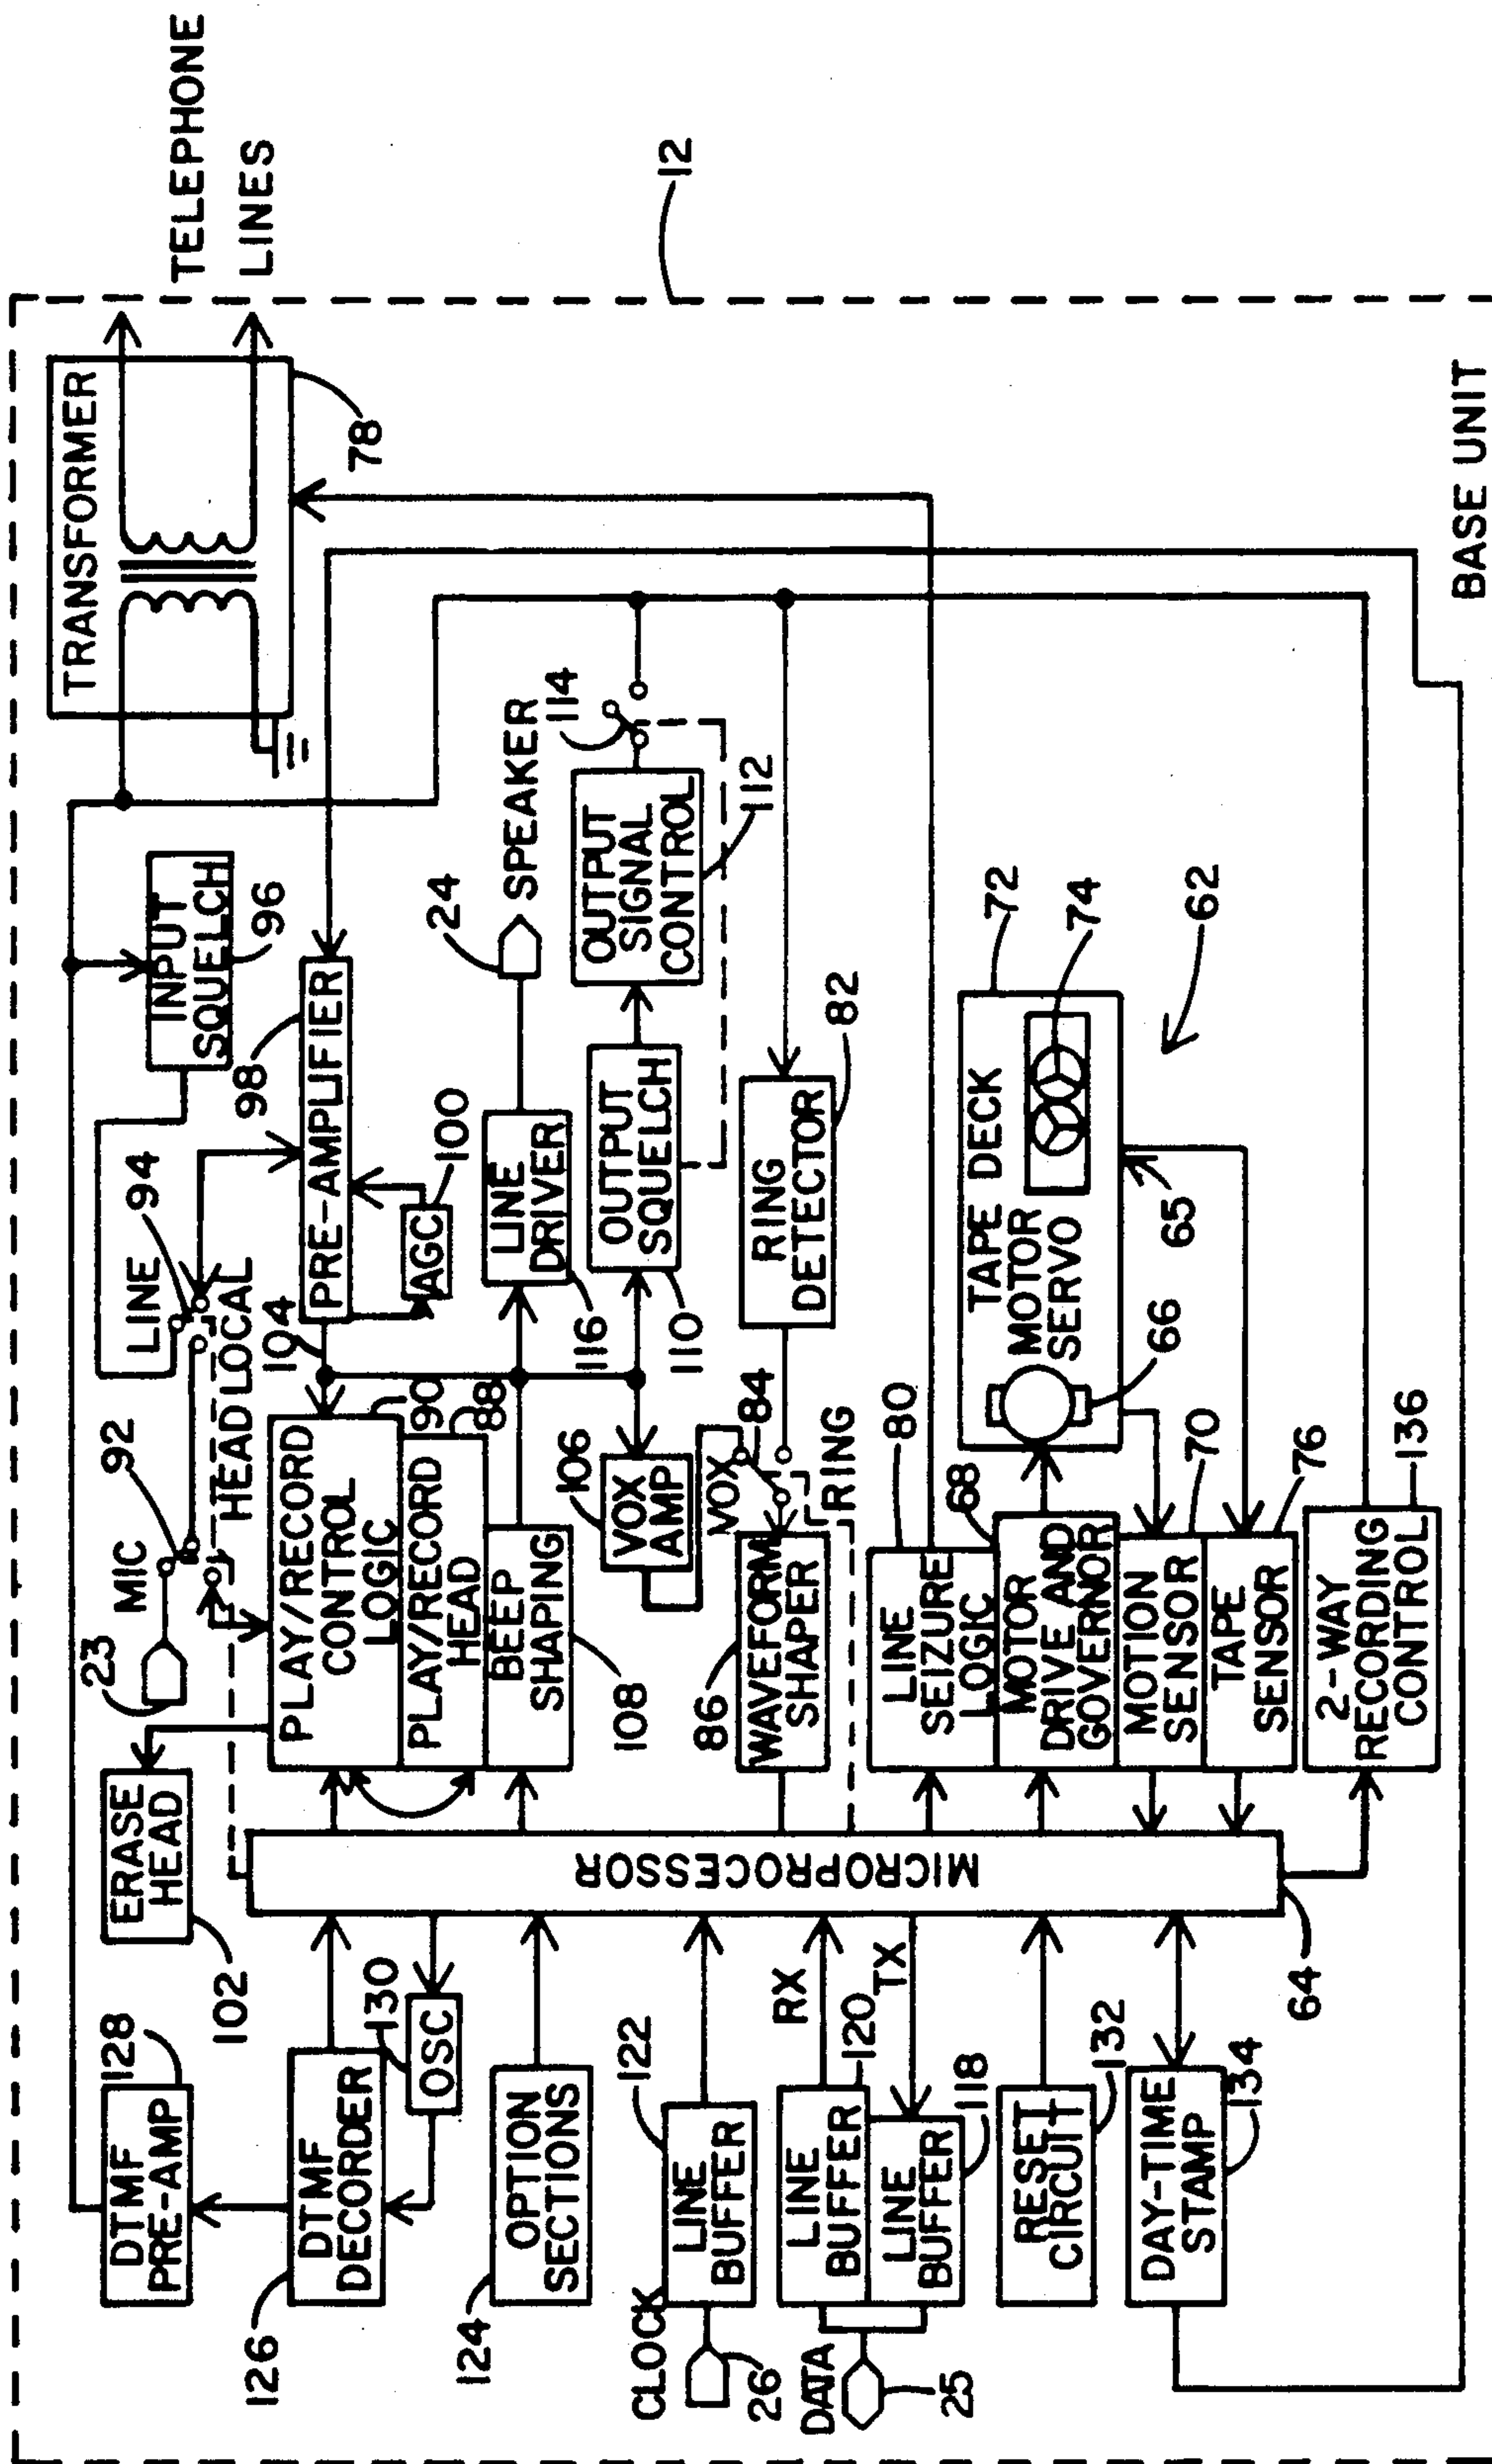 TELEPHONE
LINES
12
TRANSFORMER
78
BASE UNIT
INPUT
SQUELCH
96
98
PRE-AMPLIFIER
AGC
100
104
LINE
94
LOCAL
HEAD
MIC
92
23
ERASE
HEAD
102
DTMF
PRE-AMP
128
PLAY/RECORD
CONTROL
LOGIC
90
PLAY/RECORD
HEAD
88
BEEP
SHAPING
108
24
SPEAKER
LINE
DRIVER
116
OUTPUT
SQUELCH
110
OUTPUT
SIGNAL
CONTROL
112
114
VOX
AMP
106
VOX
84
RING
RING
DETECTOR
82
86
WAVEFORM
SHAPER
80
LINE
SEIZURE
LOGIC
68
MOTOR
DRIVE AND
GOVERNOR
MOTION
SENSOR
70
TAPE
SENSOR
76
2-WAY
RECORDING
CONTROL
136
72
TAPE DECK
MOTOR
SERVO
74
62
65
66
MICROPROCESSOR
64
DTMF
DECORDER
126
130
OSC
OPTION
SECTIONS
124
CLOCK
26
LINE
BUFFER
122
DATA
25
LINE
BUFFER
120
RX
LINE
BUFFER
118
TX
RESET
CIRCUIT
132
DAY-TIME
STAMP
134